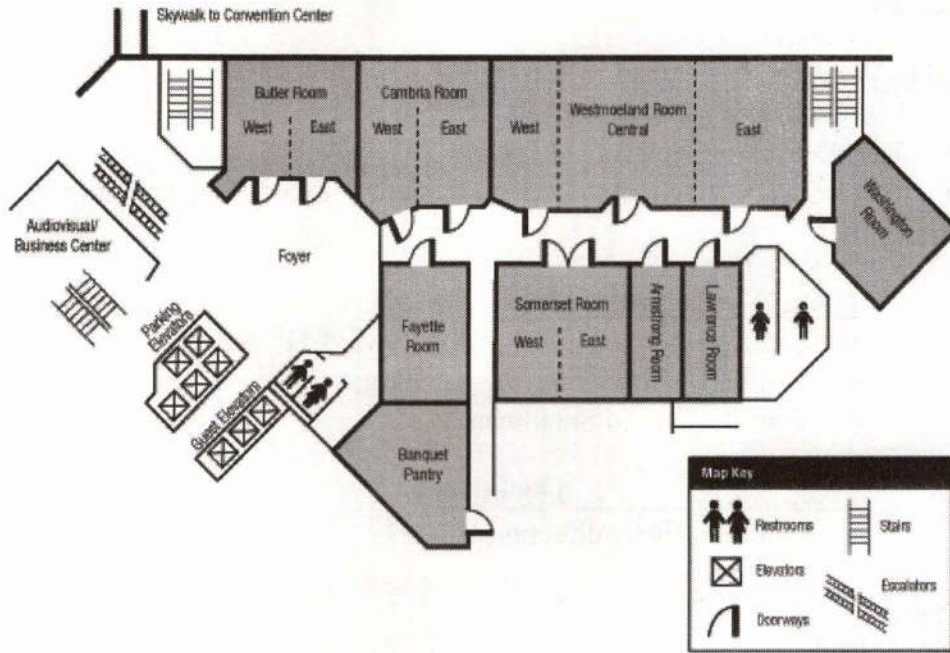 Skywalk to Convention Center
Butler Room
West East
Cambria Room
West East
Westmoeland Room
West Central East
Washington
Room
Audiovisual/
Business Center
Foyer
Parking
Elevators
Guest Elevators
Fayette
Room
Somerset Room
West East
Armstrong Room
Lawrence Room
Banquet
Pantry
Map Key
Restrooms
Stairs
Elevators
Escalators
Doorways